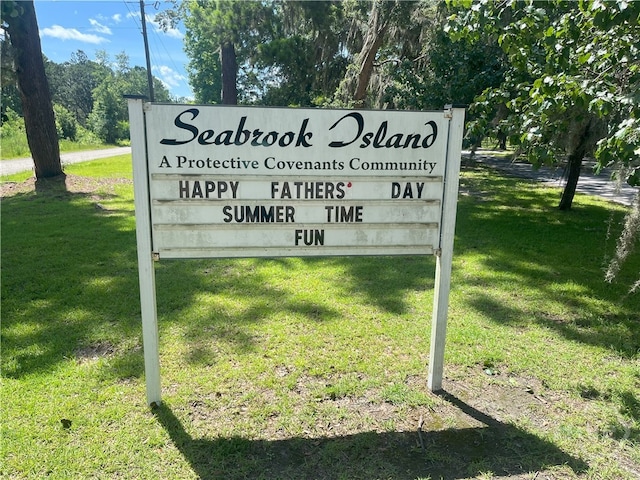 Seabrook Island
A Protective Covenants Community
HAPPY FATHERS' DAY
SUMMER TIME
FUN